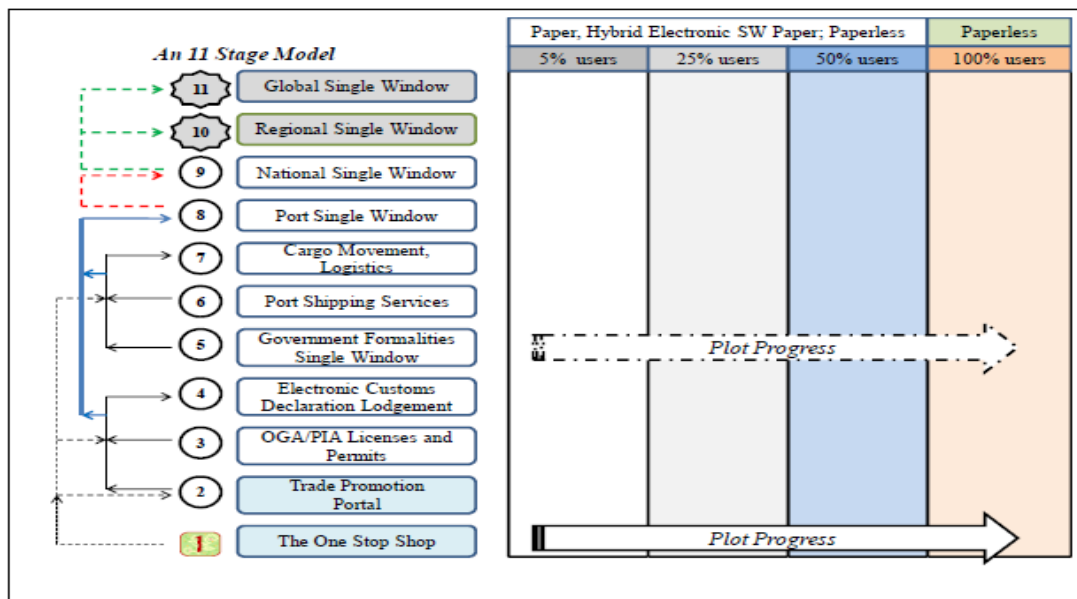 An 11 Stage Model
Paper, Hybrid Electronic SW Paper; Paperless
Paperless
5% users
25% users
50% users
100% users
11
Global Single Window
10
Regional Single Window
9
National Single Window
8
Port Single Window
7
Cargo Movement,
Logistics
6
Port Shipping Services
5
Government Formalities
Single Window
Plot Progress
4
Electronic Customs
Declaration Lodgement
3
OGA/PIA Licenses and
Permits
2
Trade Promotion
Portal
1
The One Stop Shop
Plot Progress